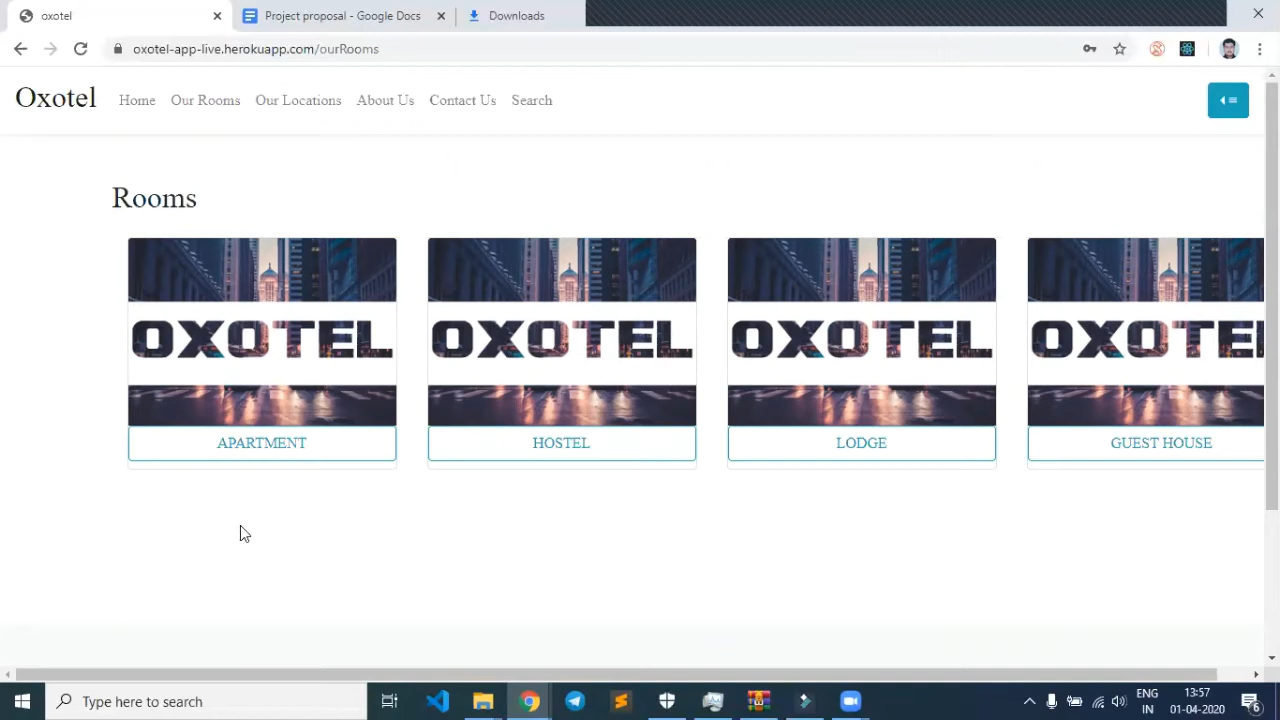 oxotel
Project proposal - Google Docs
Downloads
oxotel-app-live.herokuapp.com/ourRooms
Oxotel Home Our Rooms Our Locations About Us Contact Us Search
Rooms
OXOTEL OXOTEL OXOTEL OXOTEL
APARTMENT HOSTEL LODGE GUEST HOUSE
Type here to search
ENG
IN
13:57
01-04-2020
6